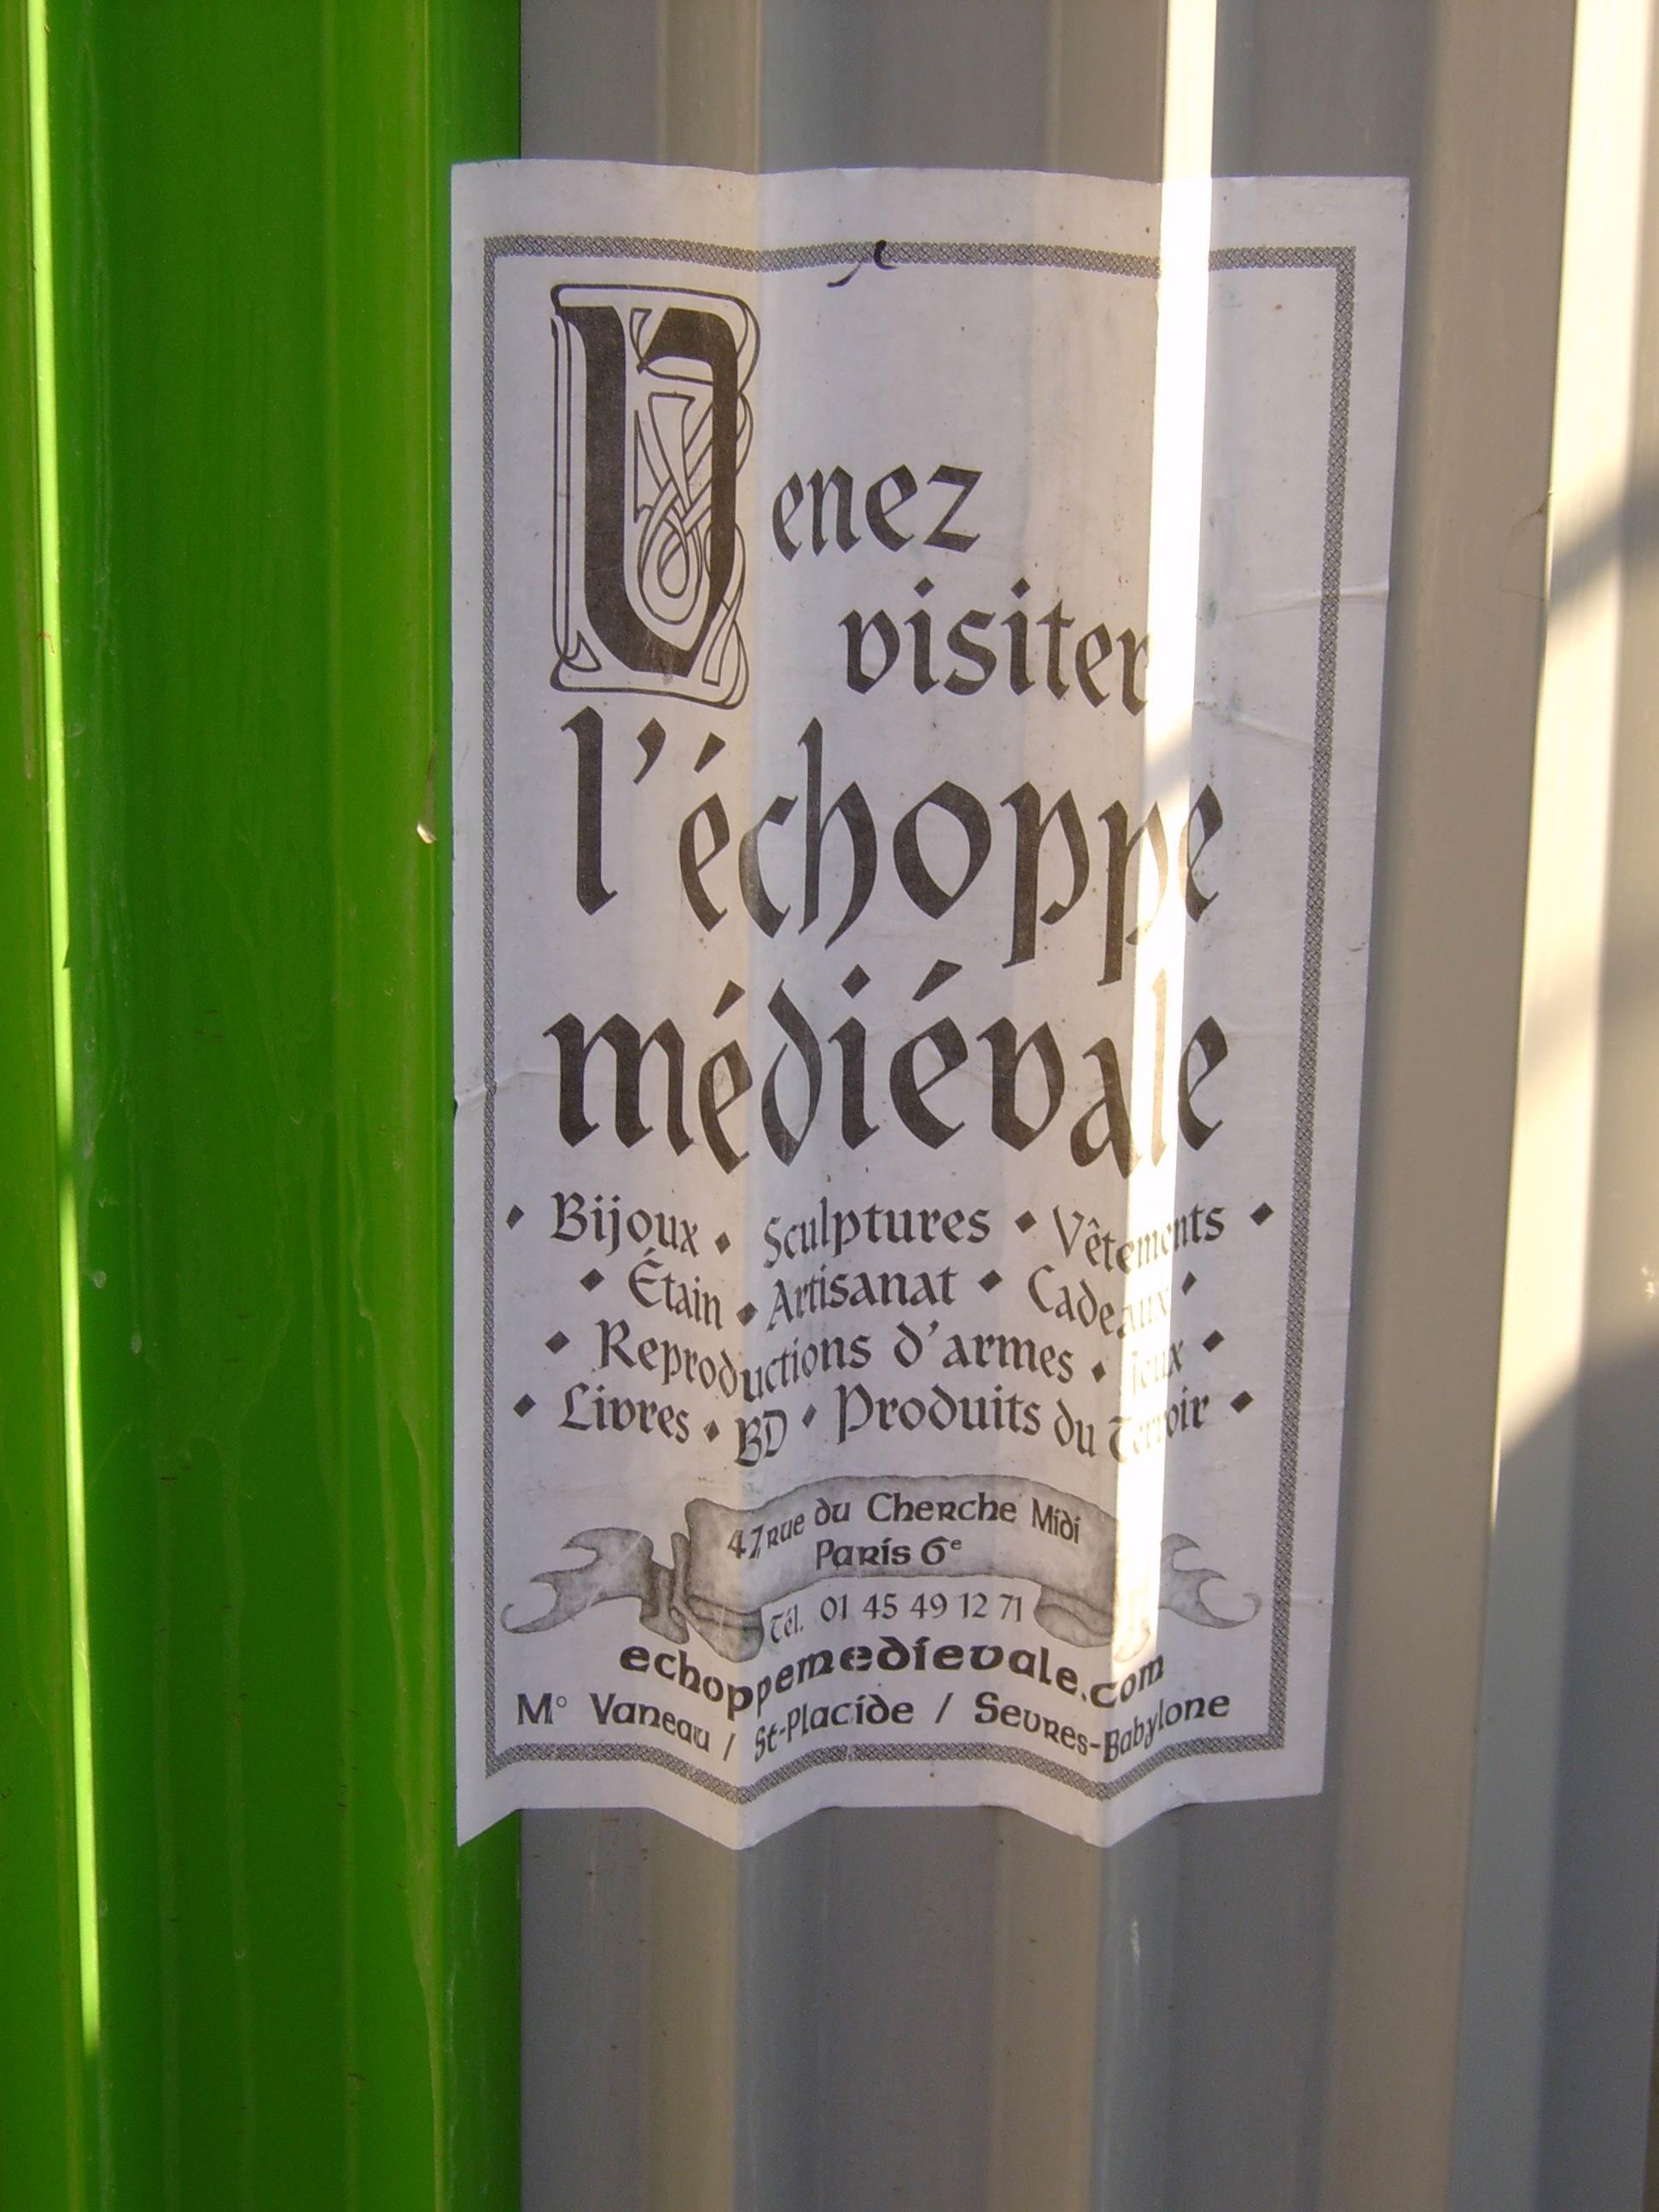 Venez
visiter
l'échoppe
médiévale
• Bijoux • Sculptures • Vêtements •
• Étain • Artisanat • Cadeaux •
• Reproductions d'armes • Jeux •
• Livres • BD • Produits du Terroir •
47, rue du Cherche Midi
Paris 6e
Tél. 01 45 49 12 71
echoppemedievale.com
M° Vaneau / St-Placide / Sevres-Babylone